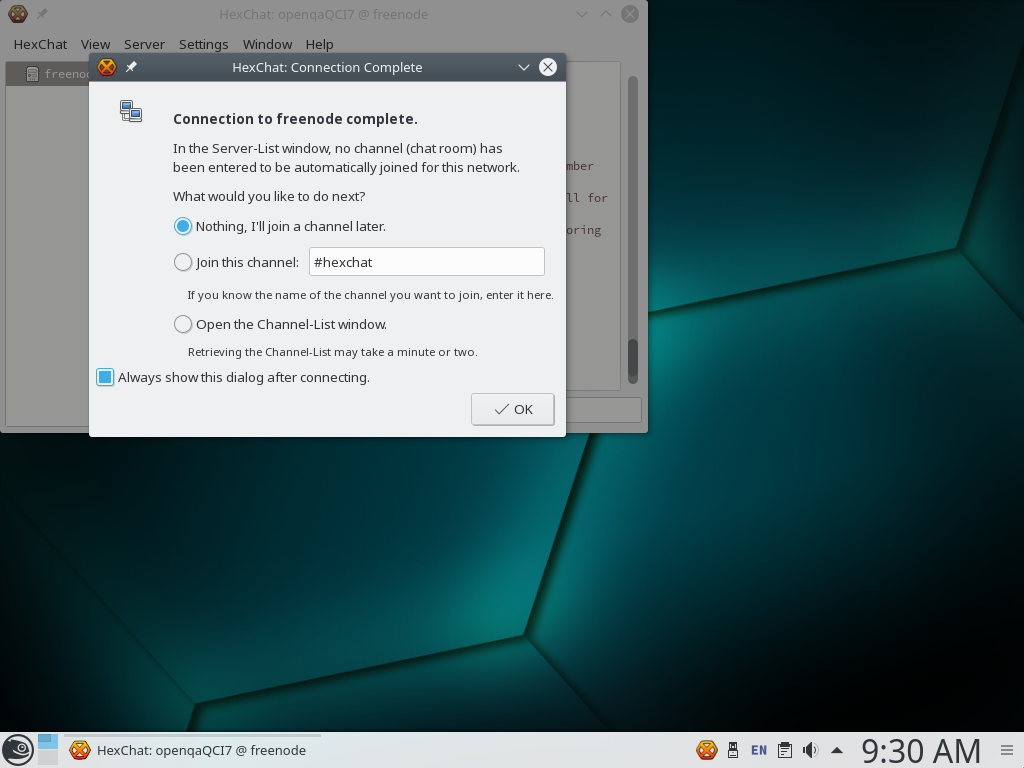 HexChat: openqaQCI7 @ freenode
HexChat View Server Settings Window Help
HexChat: Connection Complete
Connection to freenode complete.
In the Server-List window, no channel (chat room) has
been entered to be automatically joined for this network.
What would you like to do next?
Nothing, I'll join a channel later.
Join this channel: #hexchat
If you know the name of the channel you want to join, enter it here.
Open the Channel-List window.
Retrieving the Channel-List may take a minute or two.
Always show this dialog after connecting.
OK
for
HexChat: openqaQCI7 @ freenode
EN
9:30 AM